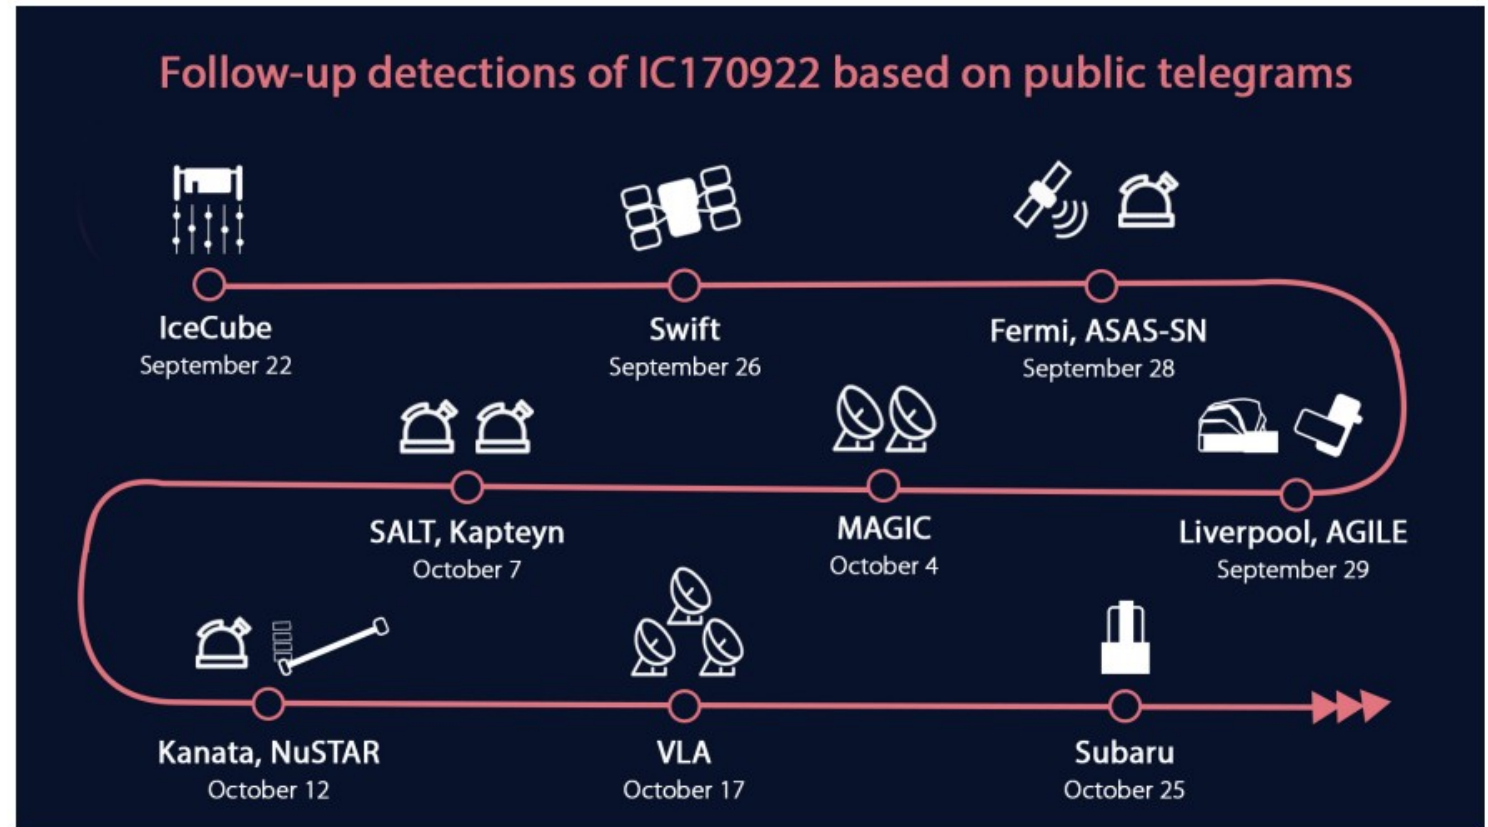 Follow-up detections of IC170922 based on public telegrams
IceCube
September 22
Swift
September 26
Fermi, ASAS-SN
September 28
Liverpool, AGILE
September 29
MAGIC
October 4
SALT, Kapteyn
October 7
Kanata, NuSTAR
October 12
VLA
October 17
Subaru
October 25